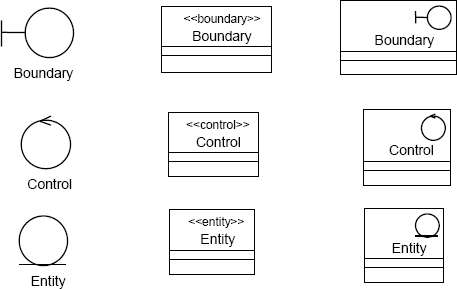 Boundary
<<boundary>>
Boundary
Boundary
Control
<<control>>
Control
Control
Entity
<<entity>>
Entity
Entity